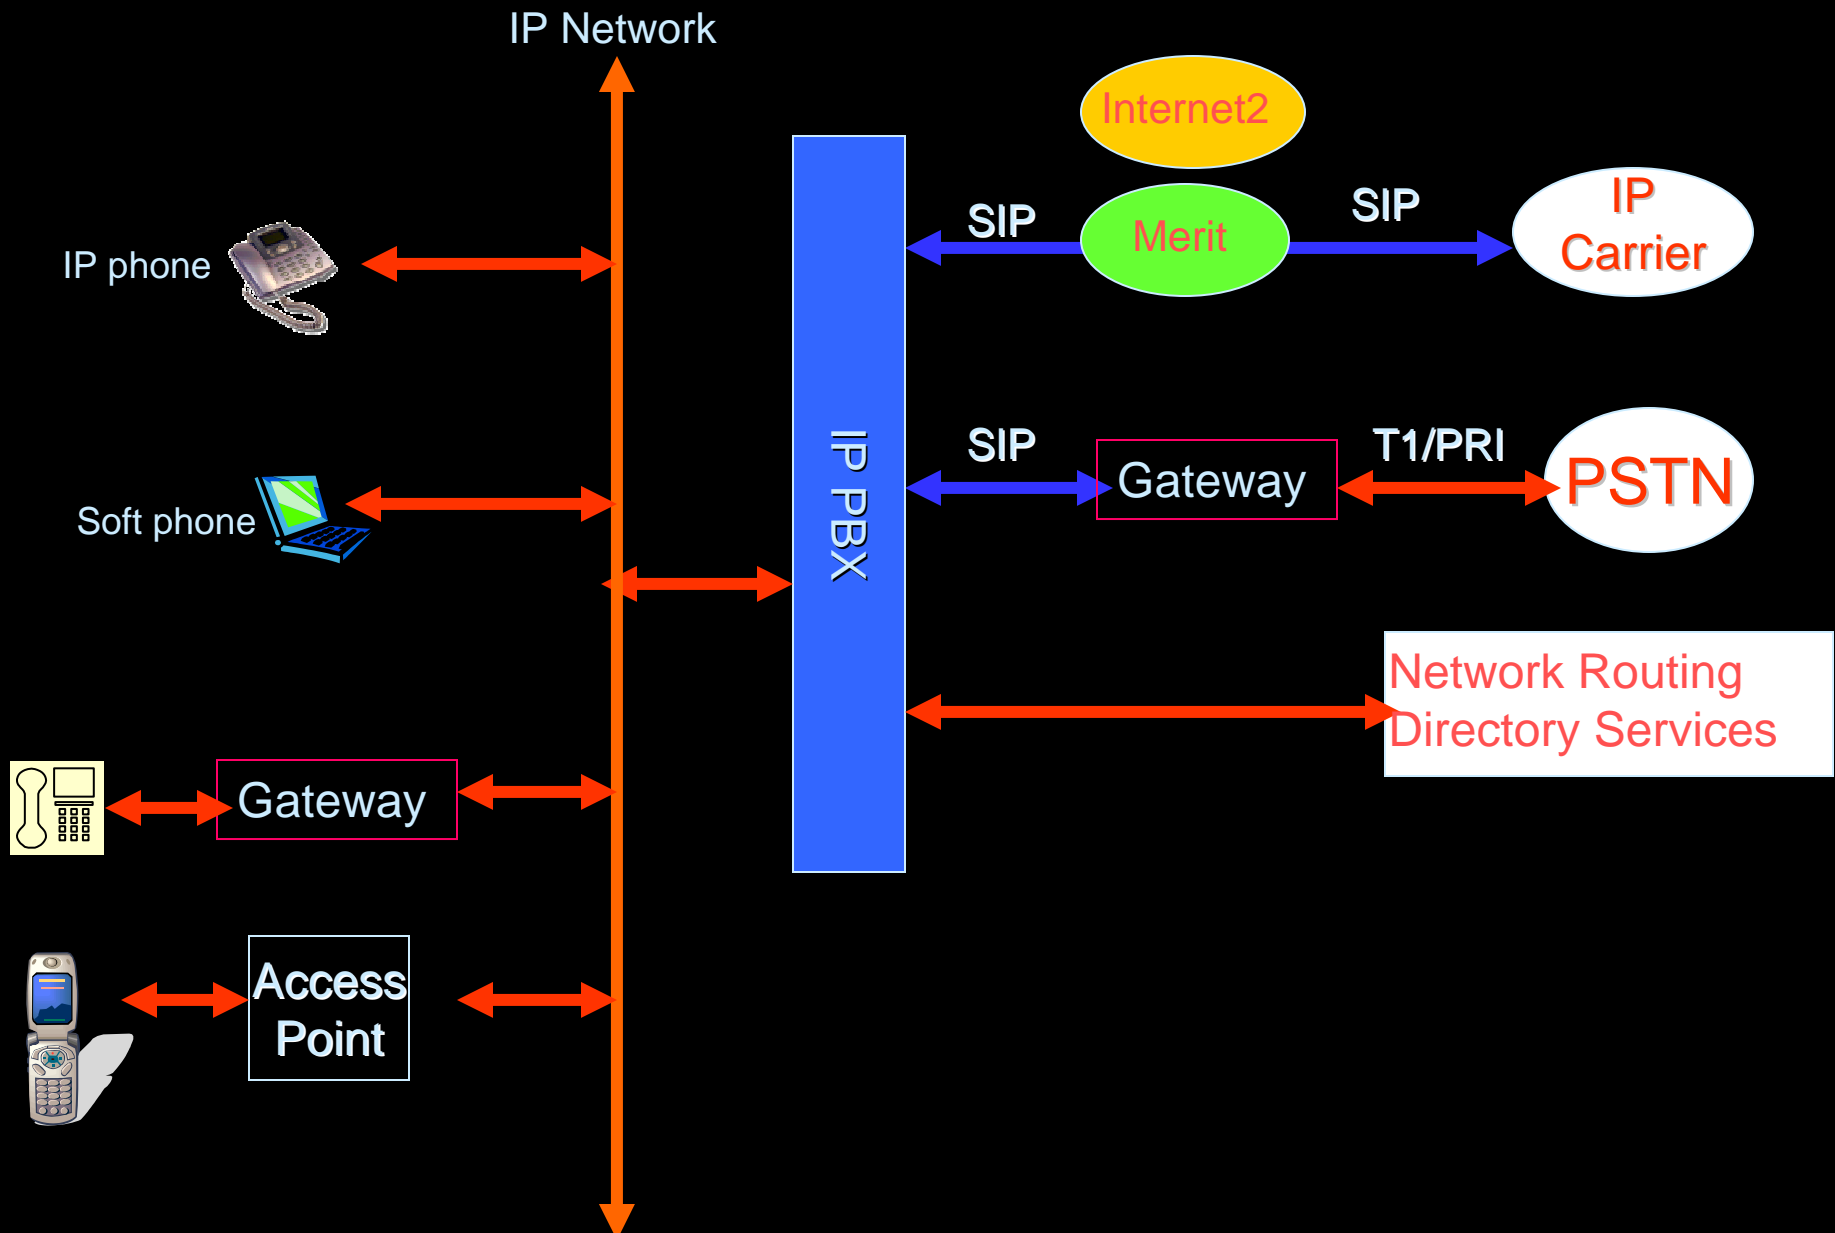 IP Network
Internet2
SIP
Merit
SIP
IP
Carrier
IP phone
IP PBX
SIP
Gateway
T1/PRI
PSTN
Soft phone
Network Routing
Directory Services
Gateway
Access
Point